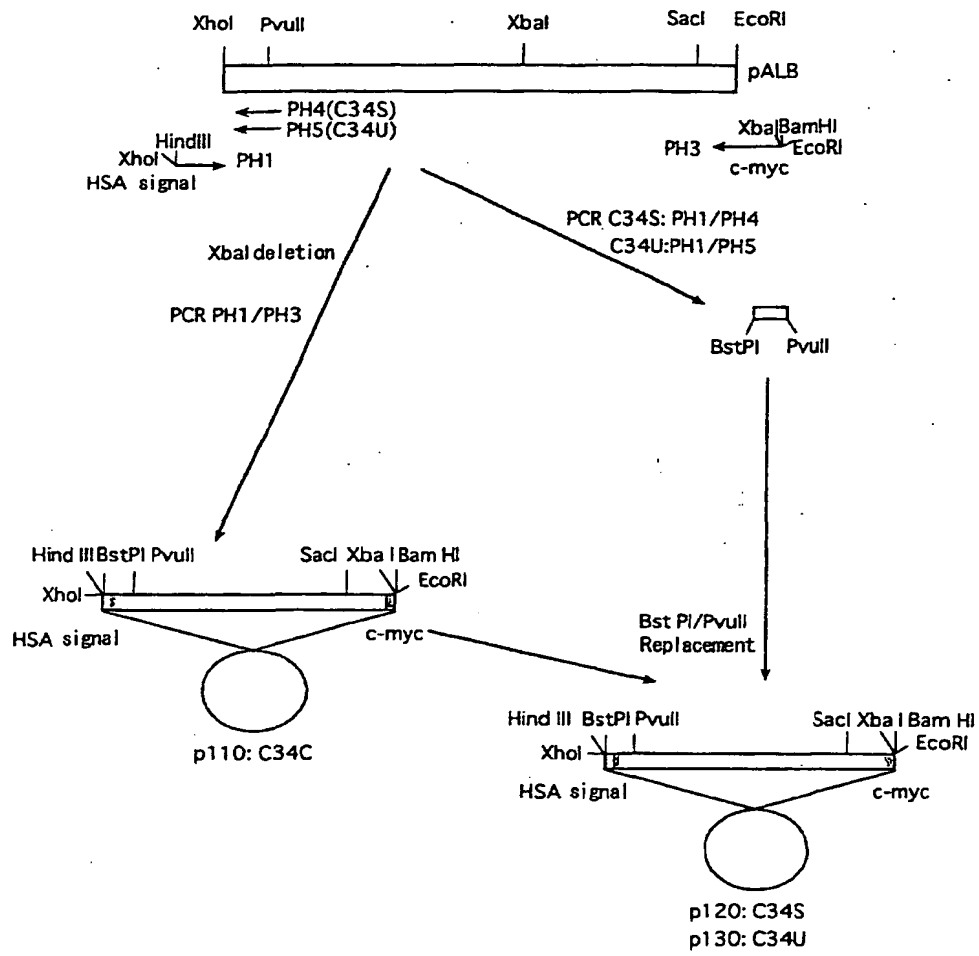 XhoI PvuII XbaI SacI EcoRI
pALB
PH4(C34S)
PH5(C34U)
HindIII
XhoI PH1
HSA signal
XbaI BamHI
PH3 EcoRI
c-myc
PCR C34S: PH1/PH4
C34U:PH1/PH5
XbaI deletion
PCR PH1/PH3
BstPI PvuII
Hind III BstPI PvuII SacI Xba I Bam HI
XhoI EcoRI
HSA signal c-myc
p110: C34C
Bst PI/PvuII
Replacement
Hind III BstPI PvuII SacI Xba I Bam HI
XhoI EcoRI
HSA signal c-myc
p120: C34S
p130: C34U